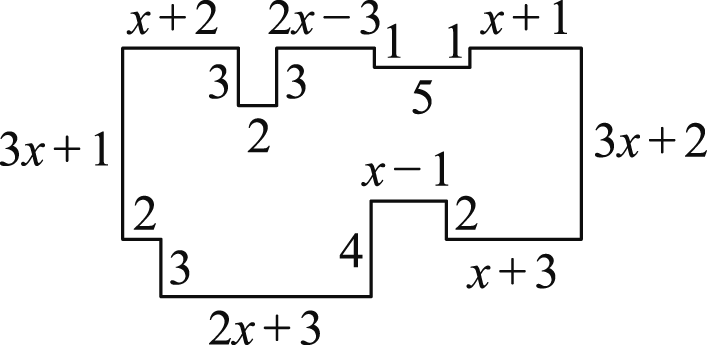 x + 2 2x − 3 1 1 x + 1
3 3 5
2
3x + 1 3x + 2
x − 1
2 2
3 4 x + 3
2x + 3